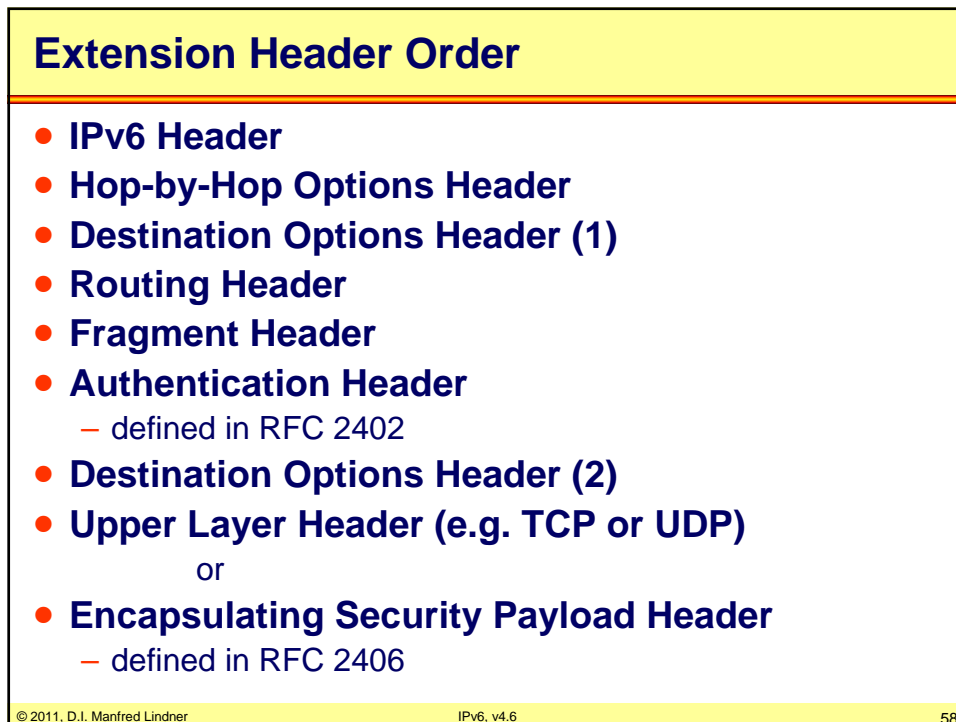 Extension Header Order
• IPv6 Header
• Hop-by-Hop Options Header
• Destination Options Header (1)
• Routing Header
• Fragment Header
• Authentication Header
– defined in RFC 2402
• Destination Options Header (2)
• Upper Layer Header (e.g. TCP or UDP)
or
• Encapsulating Security Payload Header
– defined in RFC 2406
© 2011, D.I. Manfred Lindner IPv6, v4.6 58